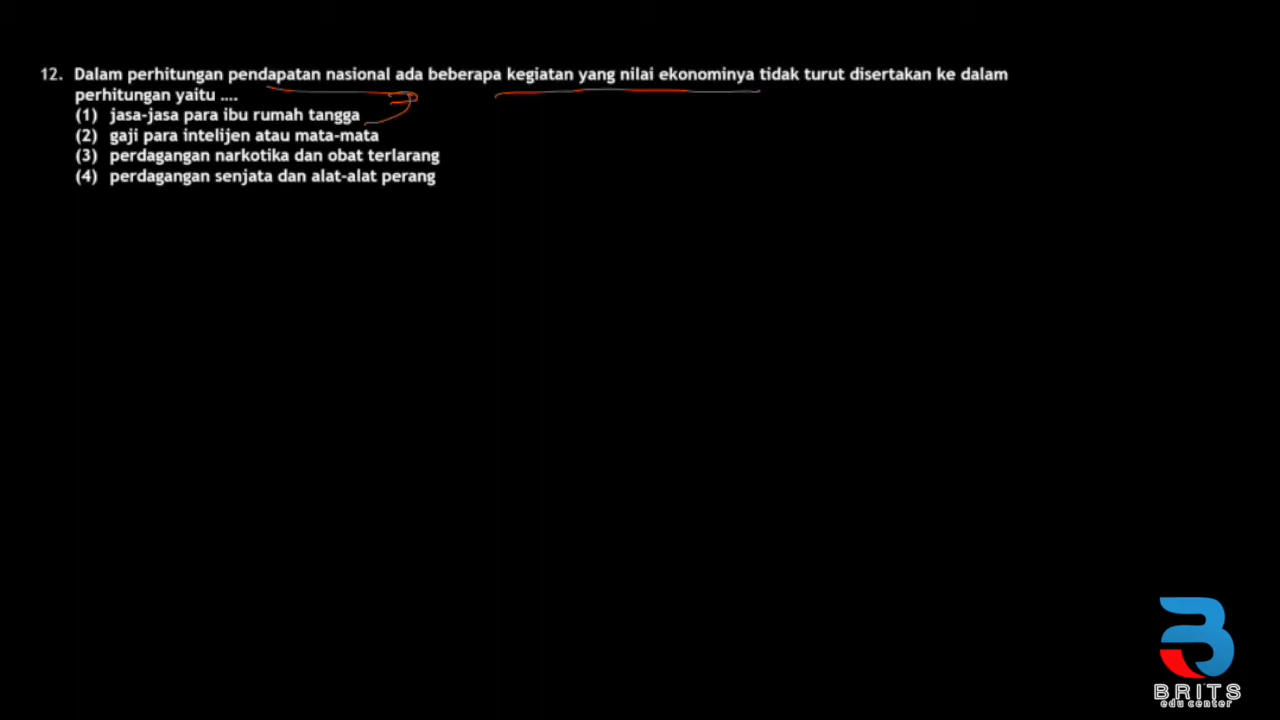 12. Dalam perhitungan pendapatan nasional ada beberapa kegiatan yang nilai ekonominya tidak turut disertakan ke dalam
perhitungan yaitu ....
(1) jasa-jasa para ibu rumah tangga
(2) gaji para intelijen atau mata-mata
(3) perdagangan narkotika dan obat terlarang
(4) perdagangan senjata dan alat-alat perang
BRITS
edu center